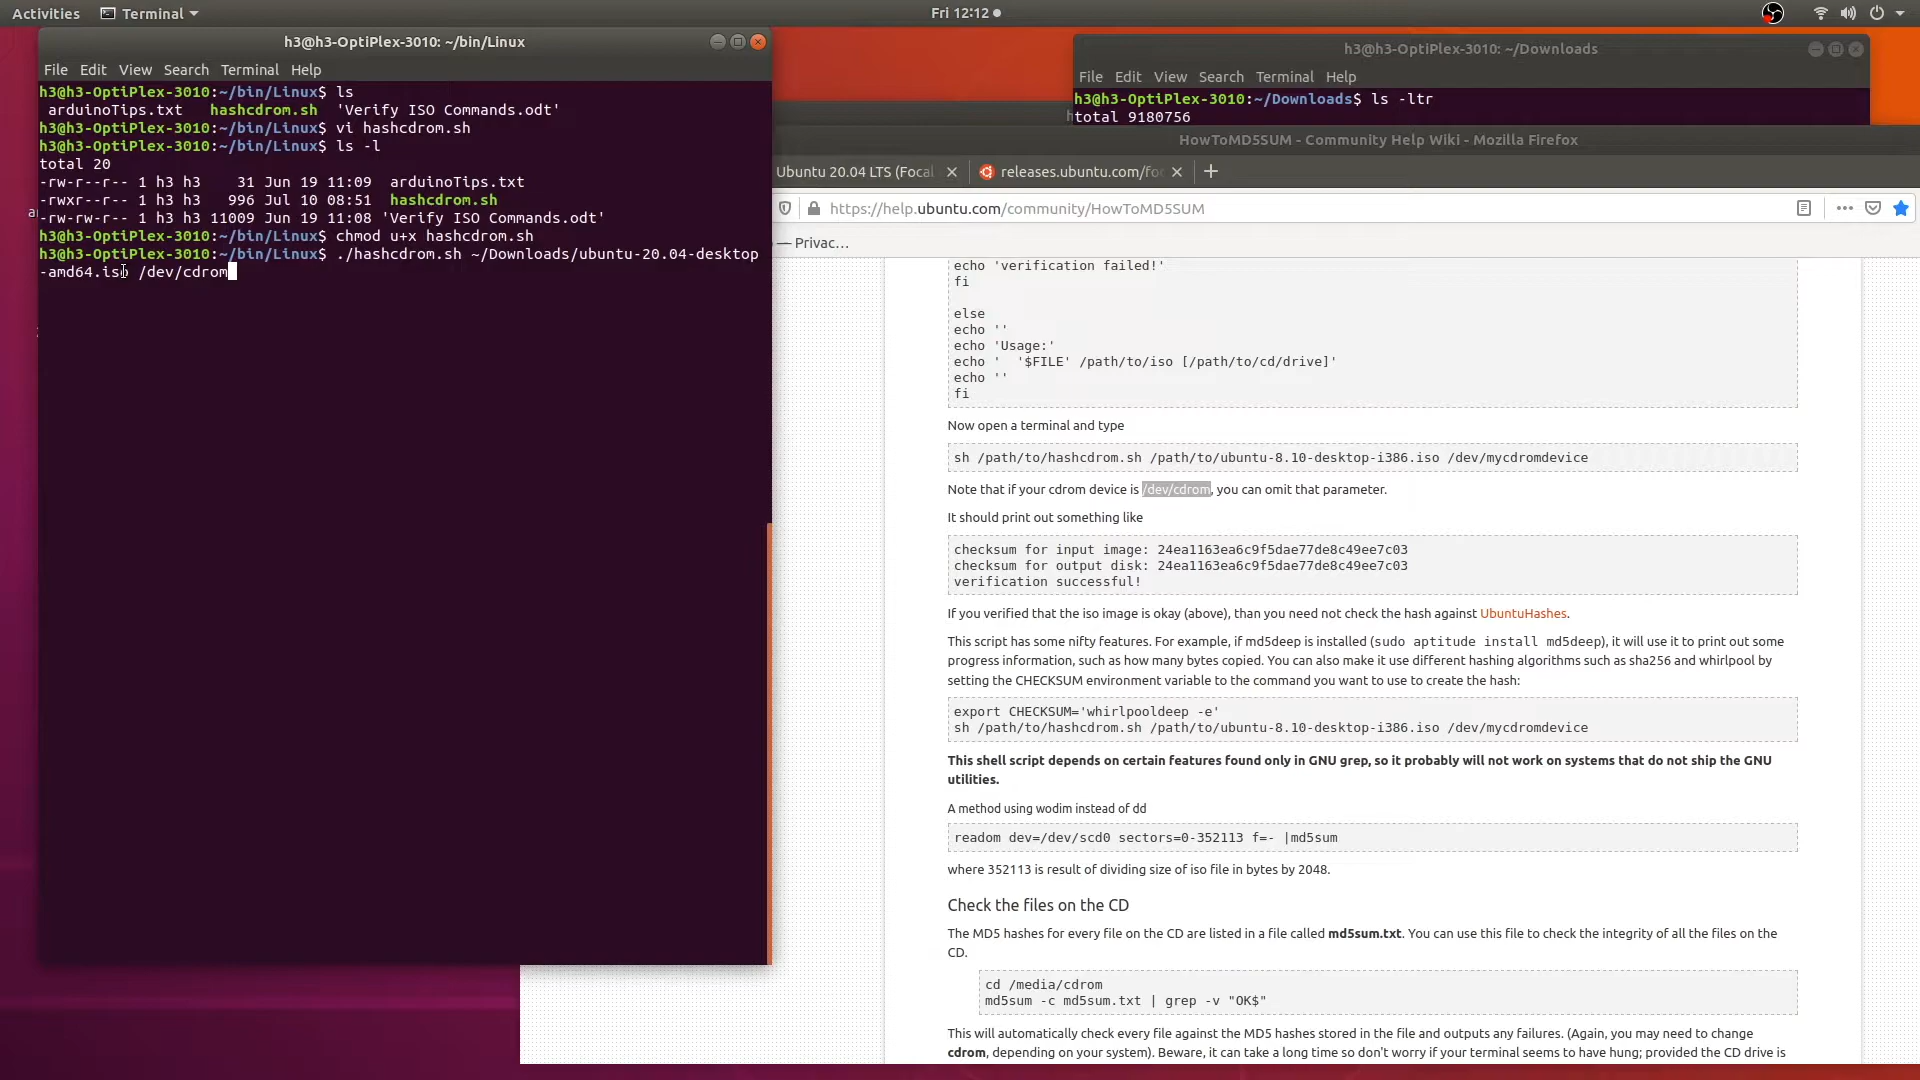 Activities Terminal Fri 12:12
h3@h3-OptiPlex-3010: ~/bin/Linux
File Edit View Search Terminal Help
h3@h3-OptiPlex-3010:~/bin/Linux$ ls
arduinoTips.txt hashcdrom.sh 'Verify ISO Commands.odt'
h3@h3-OptiPlex-3010:~/bin/Linux$ vi hashcdrom.sh
h3@h3-OptiPlex-3010:~/bin/Linux$ ls -l
total 20
-rw-r--r-- 1 h3 h3 31 Jun 19 11:09 arduinoTips.txt
-rwxr--r-- 1 h3 h3 996 Jul 10 08:51 hashcdrom.sh
-rw-rw-r-- 1 h3 h3 11009 Jun 19 11:08 'Verify ISO Commands.odt'
h3@h3-OptiPlex-3010:~/bin/Linux$ chmod u+x hashcdrom.sh
h3@h3-OptiPlex-3010:~/bin/Linux$ ./hashcdrom.sh ~/Downloads/ubuntu-20.04-desktop
-amd64.iso /dev/cdrom
h3@h3-OptiPlex-3010: ~/Downloads
File Edit View Search Terminal Help
h3@h3-OptiPlex-3010:~/Downloads$ ls -ltr
total 9180756
HowToMD5SUM - Community Help Wiki - Mozilla Firefox
Ubuntu 20.04 LTS (Focal releases.ubuntu.com/fo
https://help.ubuntu.com/community/HowToMD5SUM
— Privac…
echo 'verification failed!'
fi
else
echo ''
echo 'Usage:'
echo '  '$FILE' /path/to/iso [/path/to/cd/drive]'
echo ''
fi
Now open a terminal and type
sh /path/to/hashcdrom.sh /path/to/ubuntu-8.10-desktop-i386.iso /dev/mycdromdevice
Note that if your cdrom device is /dev/cdrom, you can omit that parameter.
It should print out something like
checksum for input image: 24ea1163ea6c9f5dae77de8c49ee7c03
checksum for output disk: 24ea1163ea6c9f5dae77de8c49ee7c03
verification successful!
If you verified that the iso image is okay (above), than you need not check the hash against UbuntuHashes.
This script has some nifty features. For example, if md5deep is installed (sudo aptitude install md5deep), it will use it to print out some
progress information, such as how many bytes copied. You can also make it use different hashing algorithms such as sha256 and whirlpool by
setting the CHECKSUM environment variable to the command you want to use to create the hash:
export CHECKSUM='whirlpooldeep -e'
sh /path/to/hashcdrom.sh /path/to/ubuntu-8.10-desktop-i386.iso /dev/mycdromdevice
This shell script depends on certain features found only in GNU grep, so it probably will not work on systems that do not ship the GNU
utilities.
A method using wodim instead of dd
readom dev=/dev/scd0 sectors=0-352113 f=- |md5sum
where 352113 is result of dividing size of iso file in bytes by 2048.
Check the files on the CD
The MD5 hashes for every file on the CD are listed in a file called md5sum.txt. You can use this file to check the integrity of all the files on the
CD.
cd /media/cdrom
md5sum -c md5sum.txt | grep -v "OK$"
This will automatically check every file against the MD5 hashes stored in the file and outputs any failures. (Again, you may need to change
cdrom, depending on your system). Beware, it can take a long time so don't worry if your terminal seems to have hung; provided the CD drive is